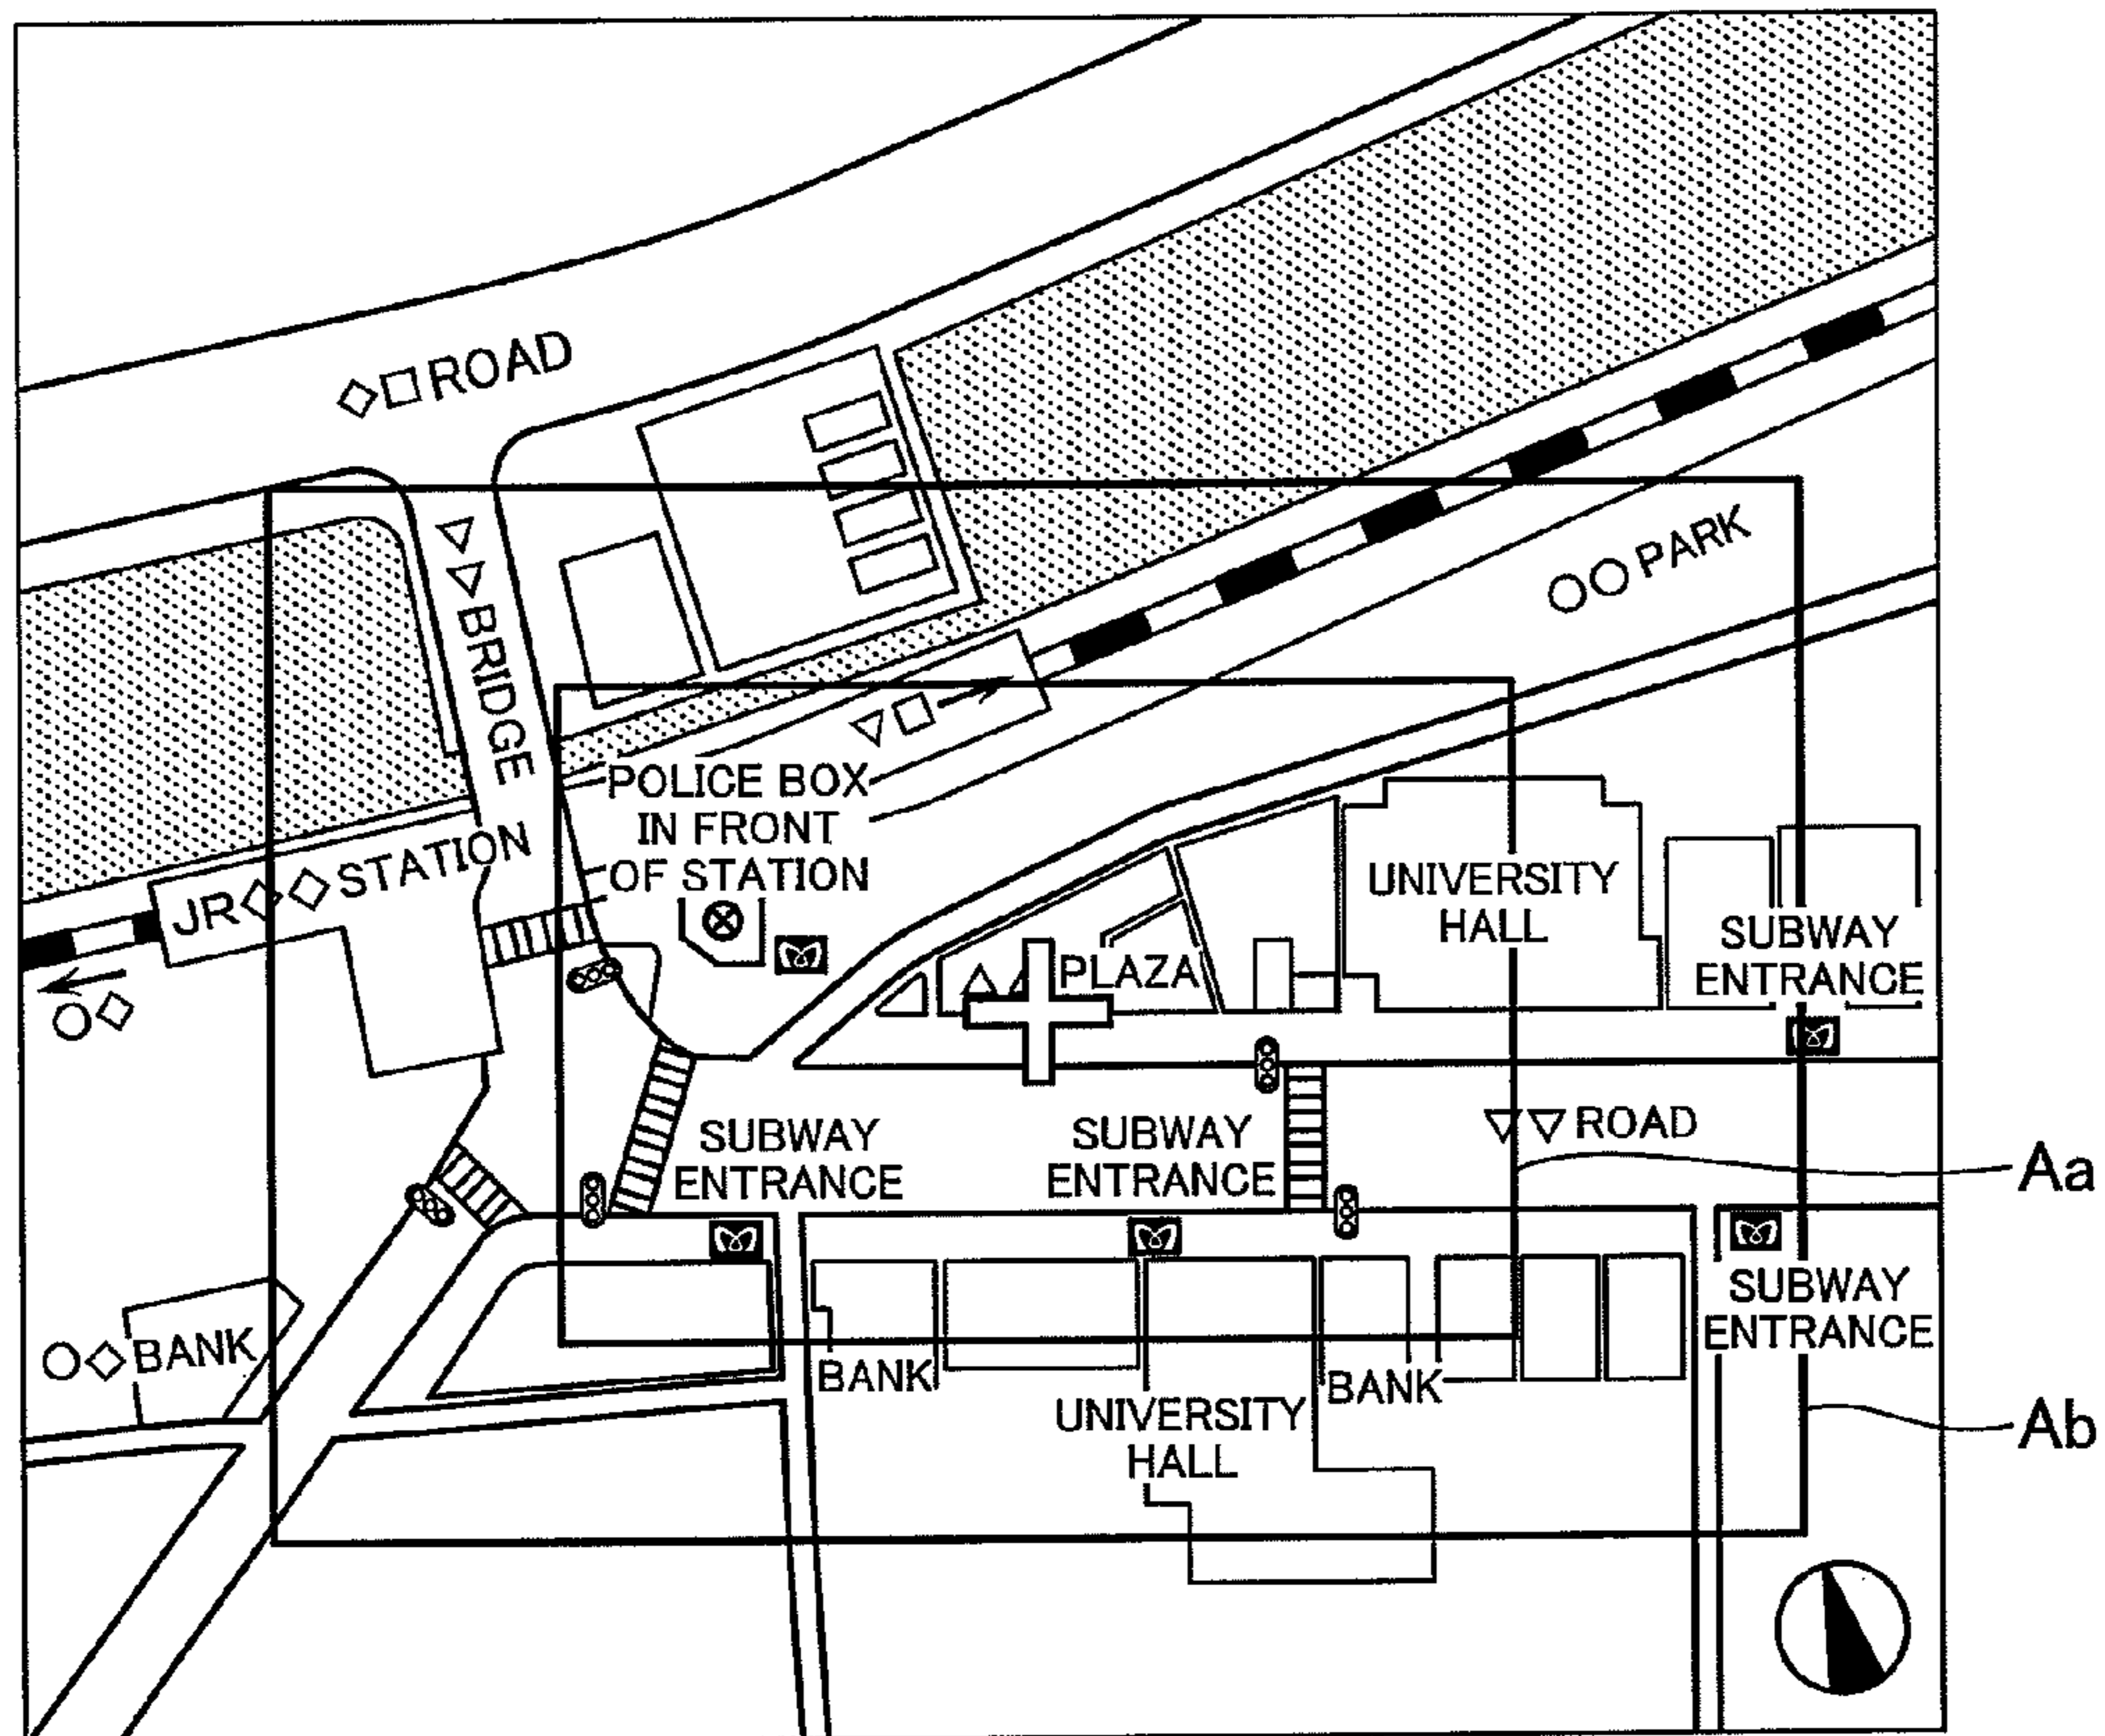 ◇□ROAD
▽▽BRIDGE
○○PARK
▽□
POLICE BOX
IN FRONT
OF STATION
JR◇◇STATION
○◇
UNIVERSITY
HALL
SUBWAY
ENTRANCE
△△PLAZA
SUBWAY
ENTRANCE
SUBWAY
ENTRANCE
▽▽ROAD
Aa
SUBWAY
ENTRANCE
○◇BANK
BANK
BANK
UNIVERSITY
HALL
Ab